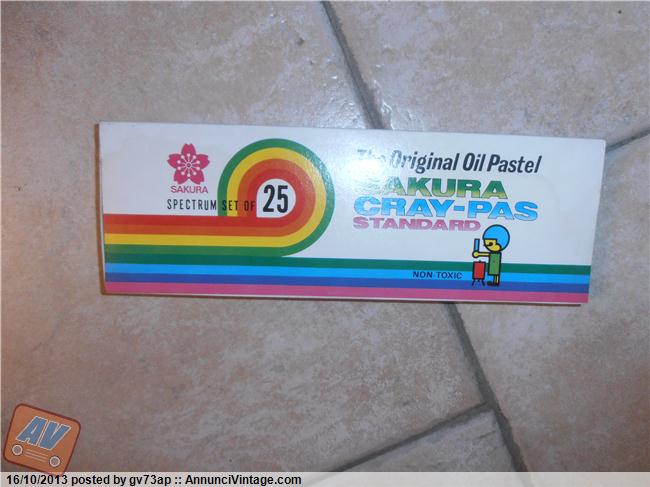 The Original Oil Pastel
SAKURA
CRAY-PAS
STANDARD
SAKURA
SPECTRUM SET OF 25
NON-TOXIC
AV
16/10/2013 posted by gv73ap :: AnnunciVintage.com